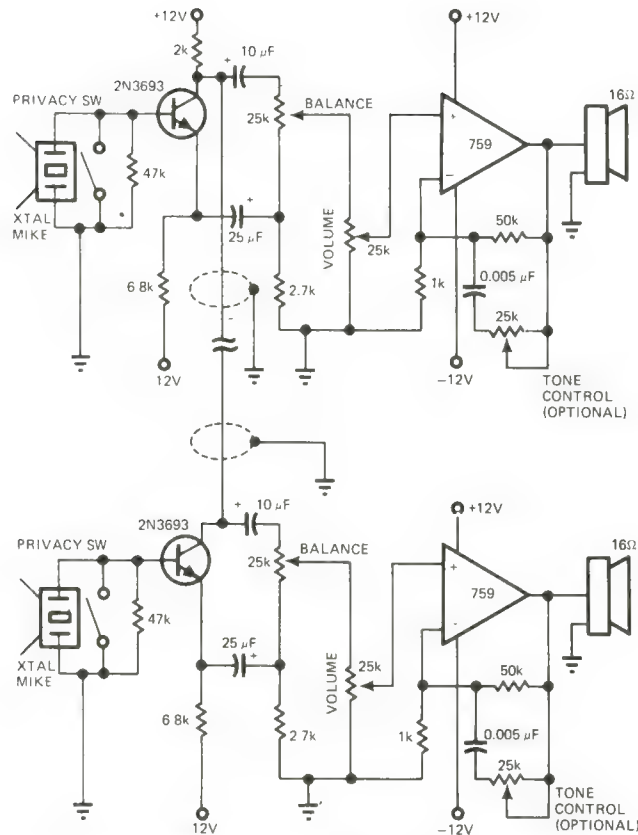 +12V
2k
10 µF
+12V
2N3693
PRIVACY SW
BALANCE
25k
16Ω
47k
759
XTAL
MIKE
25 µF
VOLUME
25k
50k
0.005 µF
6.8k
2.7k
1k
25k
12V
-12V
TONE
CONTROL
(OPTIONAL)
10 µF
+12V
2N3693
PRIVACY SW
BALANCE
25k
16Ω
47k
759
XTAL
MIKE
25 µF
VOLUME
25k
50k
0.005 µF
6.8k
2.7k
1k
25k
12V
-12V
TONE
CONTROL
(OPTIONAL)